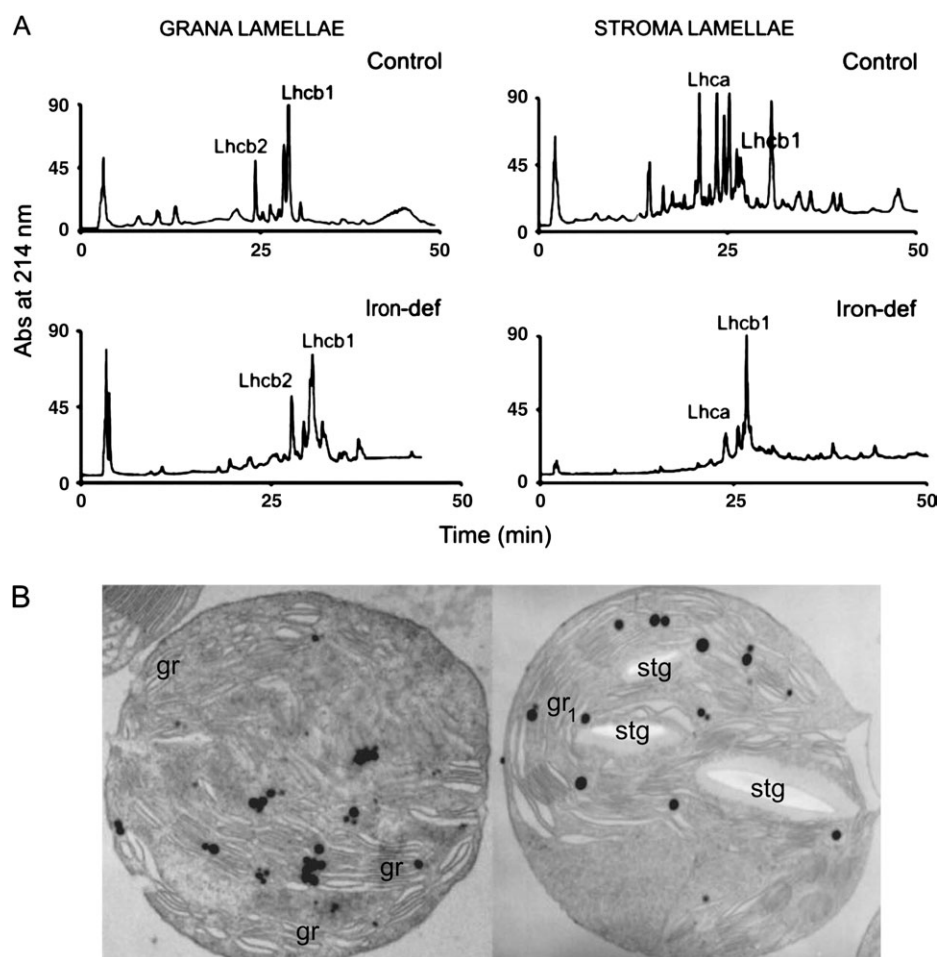 A
GRANA LAMELLAE
STROMA LAMELLAE
Control
Control
Abs at 214 nm
90
45
0
Lhcb2
Lhcb1
0
25
50
90
45
0
Lhca
Lhcb1
0
25
50
Iron-def
Iron-def
90
45
0
Lhcb2
Lhcb1
0
25
50
90
45
0
Lhca
Lhcb1
0
25
50
Time (min)
B
gr
gr
gr
stg
gr1
stg
stg